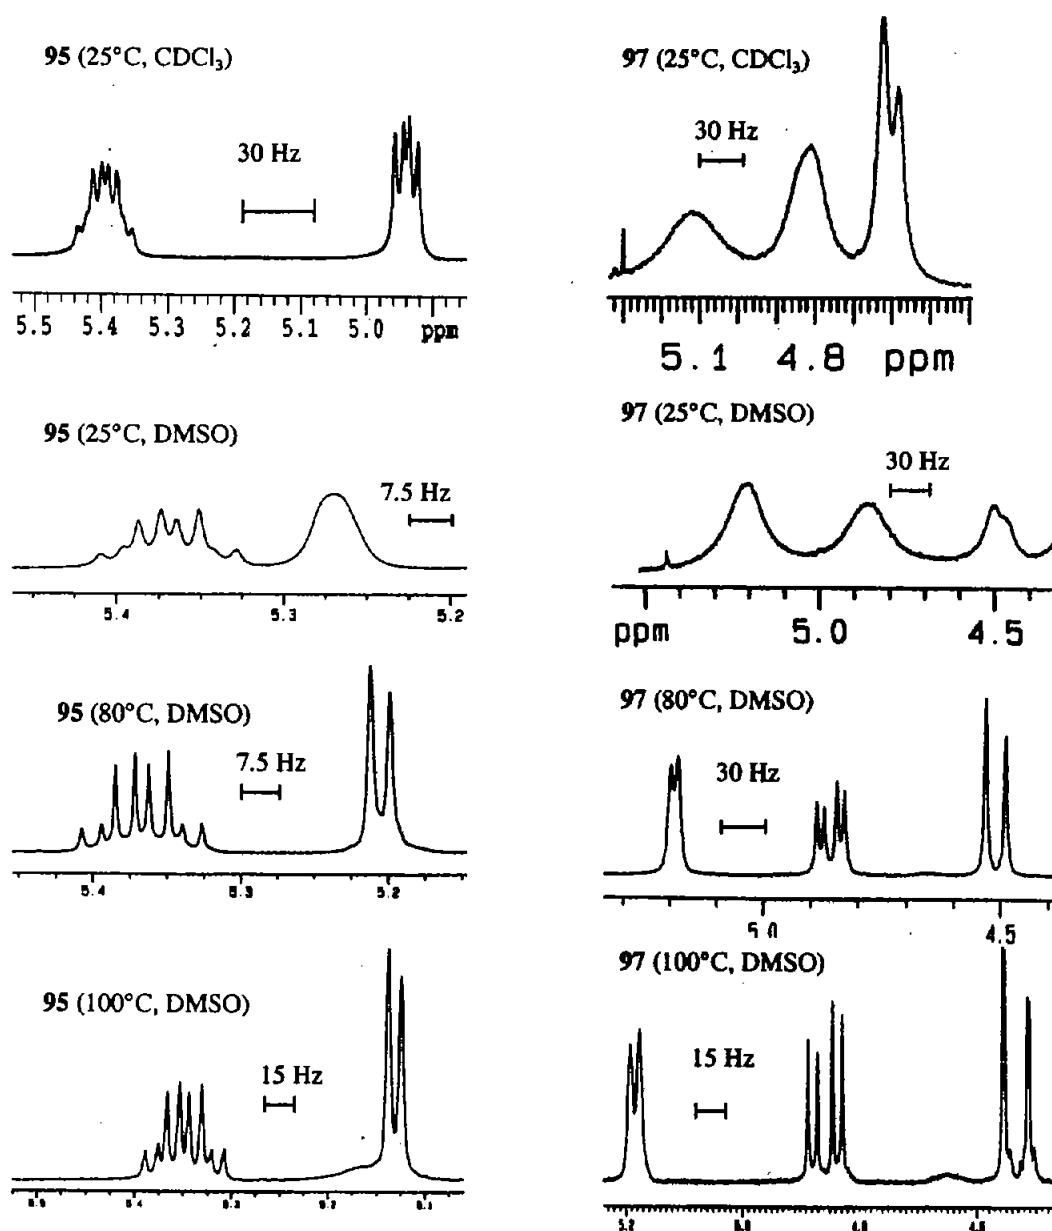 95 (25°C, CDCl₃)
30 Hz
5.5 5.4 5.3 5.2 5.1 5.0 ppm
97 (25°C, CDCl₃)
30 Hz
5.1 4.8 ppm
95 (25°C, DMSO)
7.5 Hz
5.4 5.3 5.2
97 (25°C, DMSO)
30 Hz
ppm 5.0 4.5
95 (80°C, DMSO)
7.5 Hz
5.4 5.3 5.2
97 (80°C, DMSO)
30 Hz
5.0 4.5
95 (100°C, DMSO)
15 Hz
97 (100°C, DMSO)
15 Hz
5.2